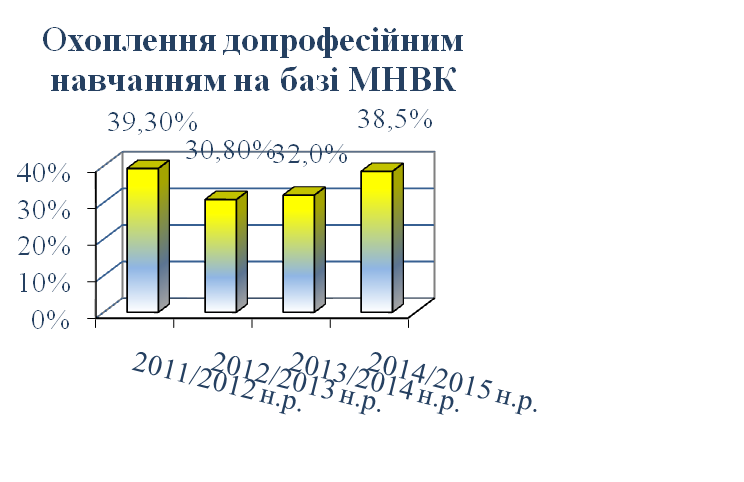 Охоплення допрофесійним
навчанням на базі МНВК
39,30%
30,80%
32,0%
38,5%
40%
30%
20%
10%
0%
2011/2012 н.р.
2012/2013 н.р.
2013/2014 н.р.
2014/2015 н.р.